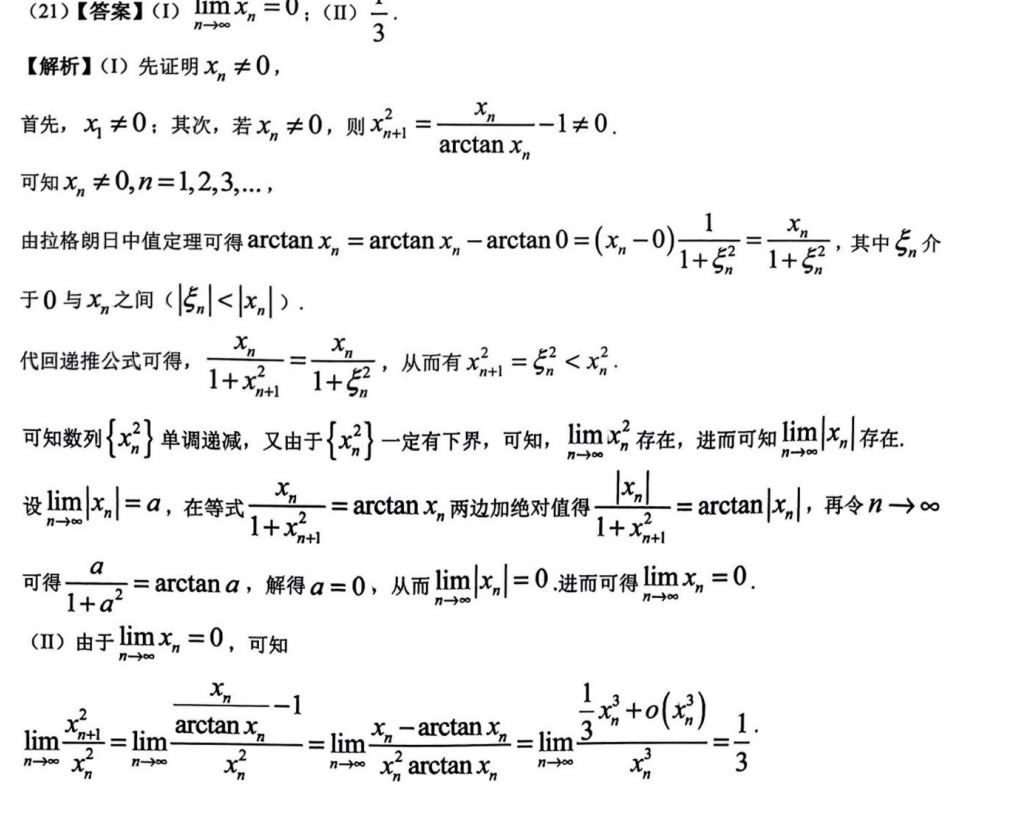 (21)【答案】(I) $\lim_{n\to\infty} x_n = 0$；(II) $\frac{1}{3}$.
【解析】(I) 先证明 $x_n \neq 0$，
首先，$x_1 \neq 0$；其次，若 $x_n \neq 0$，则 $x_{n+1}^2 = \frac{x_n}{\arctan x_n} - 1 \neq 0$.
可知 $x_n \neq 0, n = 1,2,3,\ldots$，
由拉格朗日中值定理可得 $\arctan x_n = \arctan x_n - \arctan 0 = (x_n - 0)\frac{1}{1+\xi_n^2} = \frac{x_n}{1+\xi_n^2}$，其中 $\xi_n$ 介
于 $0$ 与 $x_n$ 之间（$|\xi_n| < |x_n|$）.
代回递推公式可得，$\frac{x_n}{1+x_{n+1}^2} = \frac{x_n}{1+\xi_n^2}$，从而有 $x_{n+1}^2 = \xi_n^2 < x_n^2$.
可知数列 $\{x_n^2\}$ 单调递减，又由于 $\{x_n^2\}$ 一定有下界，可知，$\lim_{n\to\infty} x_n^2$ 存在，进而可知 $\lim_{n\to\infty} |x_n|$ 存在.
设 $\lim_{n\to\infty} |x_n| = a$，在等式 $\frac{x_n}{1+x_{n+1}^2} = \arctan x_n$ 两边加绝对值得 $\frac{|x_n|}{1+x_{n+1}^2} = \arctan |x_n|$，再令 $n \to \infty$
可得 $\frac{a}{1+a^2} = \arctan a$，解得 $a = 0$，从而 $\lim_{n\to\infty} |x_n| = 0$.进而可得 $\lim_{n\to\infty} x_n = 0$.
(II) 由于 $\lim_{n\to\infty} x_n = 0$，可知
$\lim_{n\to\infty} \frac{x_{n+1}^2}{x_n^2} = \lim_{n\to\infty} \frac{\frac{x_n}{\arctan x_n} - 1}{x_n^2} = \lim_{n\to\infty} \frac{x_n - \arctan x_n}{x_n^2 \arctan x_n} = \lim_{n\to\infty} \frac{\frac{1}{3}x_n^3 + o(x_n^3)}{x_n^3} = \frac{1}{3}$.